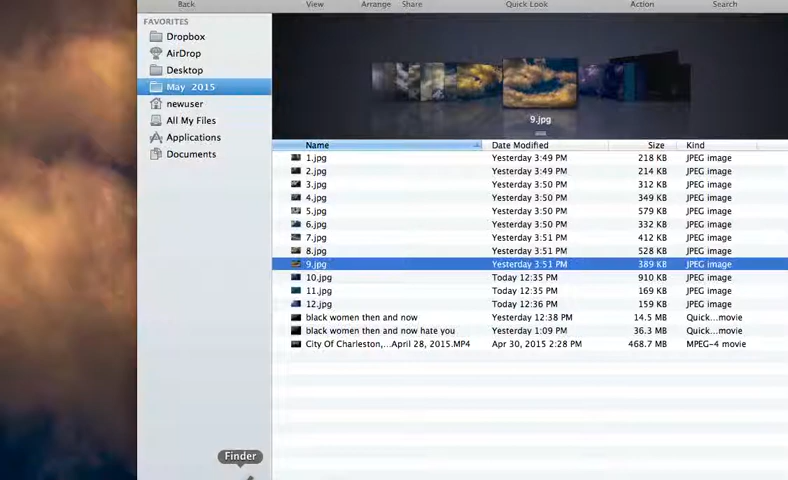 Back View Arrange Share Quick Look Action Search
FAVORITES
Dropbox
AirDrop
Desktop
May 2015
newuser
All My Files
Applications
Documents
9.jpg
Name Date Modified Size Kind
1.jpg Yesterday 3:49 PM 218 KB JPEG image
2.jpg Yesterday 3:49 PM 214 KB JPEG image
3.jpg Yesterday 3:50 PM 312 KB JPEG image
4.jpg Yesterday 3:50 PM 349 KB JPEG image
5.jpg Yesterday 3:50 PM 579 KB JPEG image
6.jpg Yesterday 3:50 PM 332 KB JPEG image
7.jpg Yesterday 3:51 PM 412 KB JPEG image
8.jpg Yesterday 3:51 PM 528 KB JPEG image
9.jpg Yesterday 3:51 PM 389 KB JPEG image
10.jpg Today 12:35 PM 910 KB JPEG image
11.jpg Today 12:35 PM 169 KB JPEG image
12.jpg Today 12:36 PM 159 KB JPEG image
black women then and now Yesterday 12:38 PM 14.5 MB Quick...movie
black women then and now hate you Yesterday 1:09 PM 36.3 MB Quick...movie
City Of Charleston,...April 28, 2015.MP4 Apr 30, 2015 2:28 PM 468.7 MB MPEG-4 movie
Finder